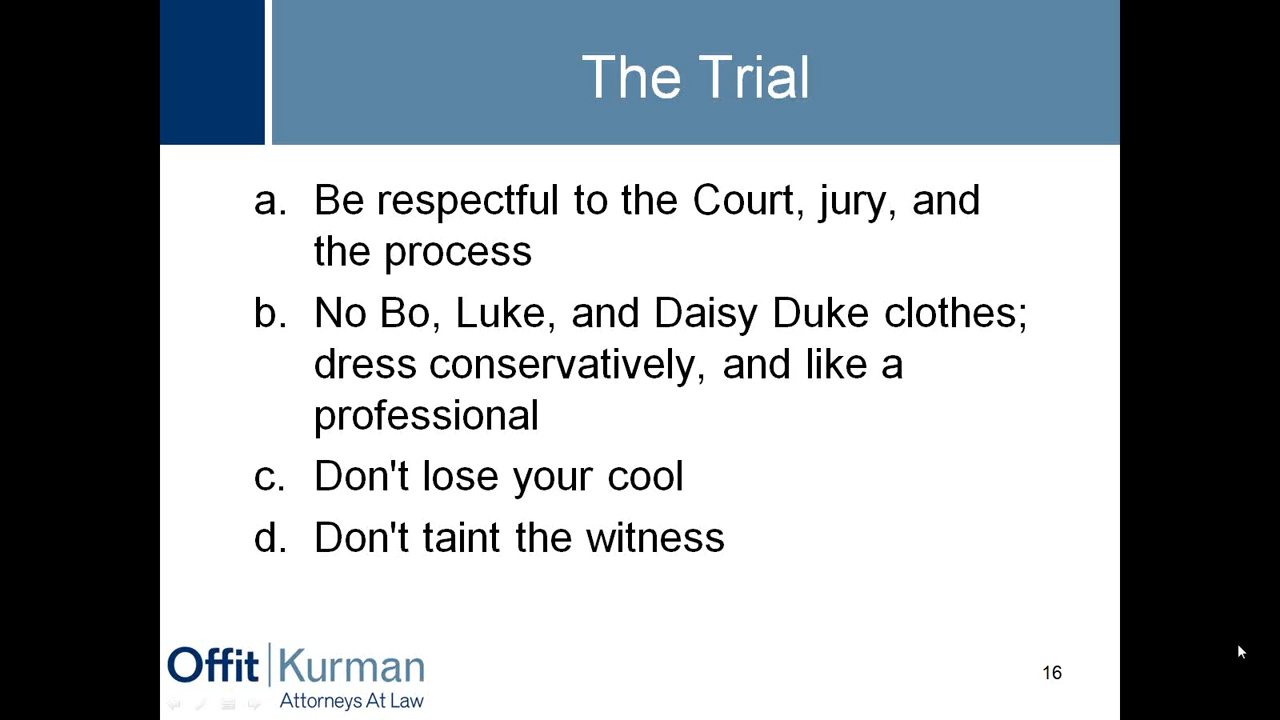 The Trial
a. Be respectful to the Court, jury, and
the process
b. No Bo, Luke, and Daisy Duke clothes;
dress conservatively, and like a
professional
c. Don't lose your cool
d. Don't taint the witness
Offit Kurman
Attorneys At Law
16